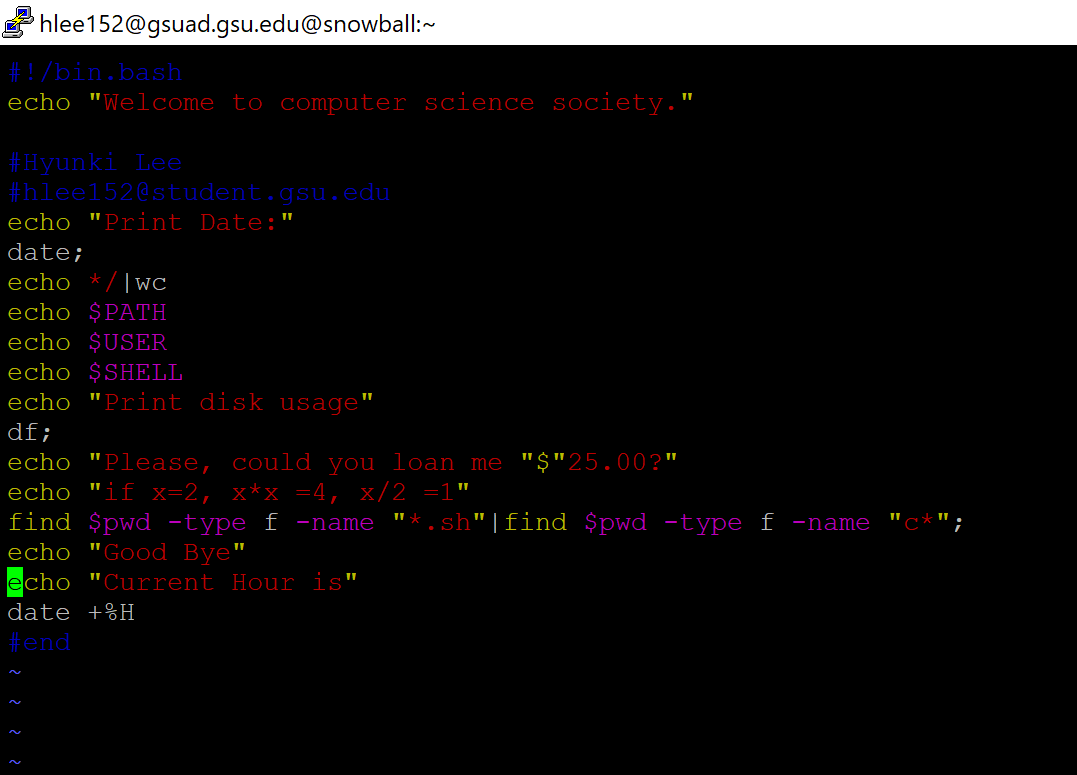 hlee152@gsuad.gsu.edu@snowball:~
#!/bin.bash
echo "Welcome to computer science society."
#Hyunki Lee
#hlee152@student.gsu.edu
echo "Print Date:"
date;
echo */|wc
echo $PATH
echo $USER
echo $SHELL
echo "Print disk usage"
df;
echo "Please, could you loan me "$"25.00?"
echo "if x=2, x*x =4, x/2 =1"
find $pwd -type f -name "*.sh"|find $pwd -type f -name "c*";
echo "Good Bye"
echo "Current Hour is"
date +%H
#end
~
~
~
~